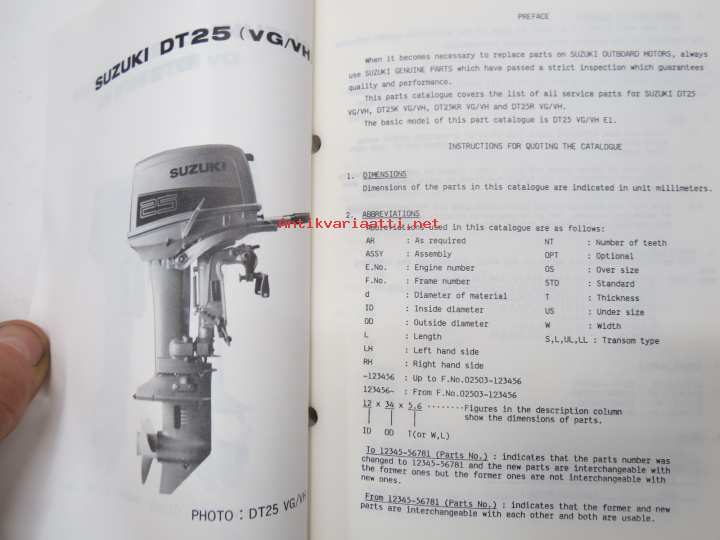 SUZUKI DT25 (VG/VH
SUZUKI
25
PHOTO : DT25 VG/VH
PREFACE
When it becomes necessary to replace parts on SUZUKI OUTBOARD MOTORS, always
use SUZUKI GENUINE PARTS which have passed a strict inspection which guarantees
quality and performance.
This parts catalogue covers the list of all service parts for SUZUKI DT25
VG/VH, DT25K VG/VH, DT25KR VG/VH and DT25R VG/VH.
The basic model of this part catalogue is DT25 VG/VH E1.
INSTRUCTIONS FOR QUOTING THE CATALOGUE
1. DIMENSIONS
Dimensions of the parts in this catalogue are indicated in unit millimeters.
2. ABBREVIATIONS
Antikvariaatti.net
Abbreviations used in this catalogue are as follows:
AR : As required NT : Number of teeth
ASSY : Assembly OPT : Optional
E.No. : Engine number OS : Over size
F.No. : Frame number STD : Standard
d : Diameter of material T : Thickness
ID : Inside diameter US : Under size
OD : Outside diameter W : Width
L : Length S,L,UL,LL : Transom type
LH : Left hand side
RH : Right hand side
-123456 : Up to F.No.02503-123456
123456- : From F.No.02503-123456
12 × 34 × 5.6 ········Figures in the description column
show the dimensions of parts.
ID OD T(or W,L)
To 12345-56781 (Parts No.) : indicates that the parts number was
changed to 12345-56781 and the new parts are interchangeable with
the former ones but the former ones are not interchangeable with
new ones.
From 12345-56781 (Parts No.) : indicates that the former and new
parts are interchangeable with each other and both are usable.